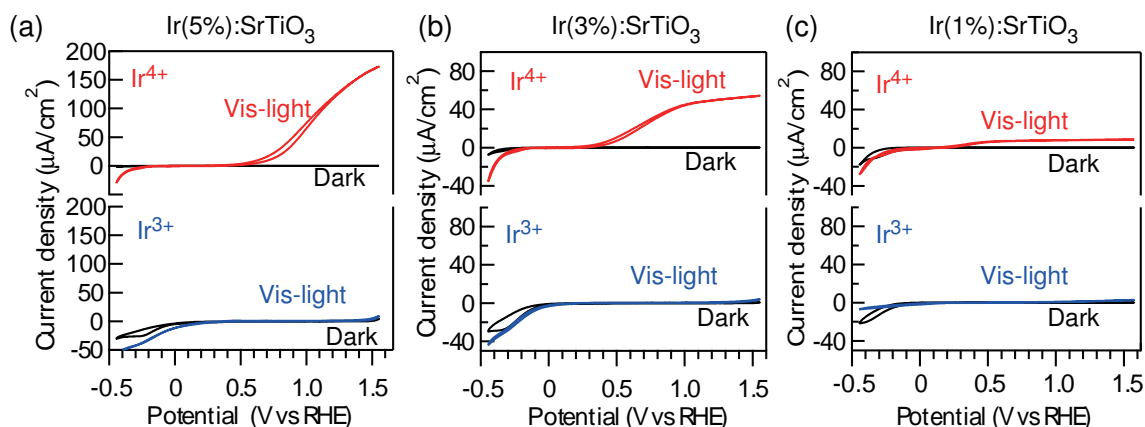 (a) Ir(5%):SrTiO₃
200
150
100
50
0
-40
Ir⁴⁺
Vis-light
Dark
200
150
100
50
0
-50
Ir³⁺
Vis-light
Dark
-0.5 0 0.5 1.0 1.5
Current density (μA/cm²)
Potential (V vs RHE)
(b) Ir(3%):SrTiO₃
80
40
0
-40
Ir⁴⁺
Vis-light
Dark
80
40
0
-40
Ir³⁺
Vis-light
Dark
-0.5 0 0.5 1.0 1.5
Current density (μA/cm²)
Potential (V vs RHE)
(c) Ir(1%):SrTiO₃
80
40
0
-40
Ir⁴⁺
Vis-light
Dark
80
40
0
-40
Ir³⁺
Vis-light
Dark
-0.5 0 0.5 1.0 1.5
Current density (μA/cm²)
Potential (V vs RHE)